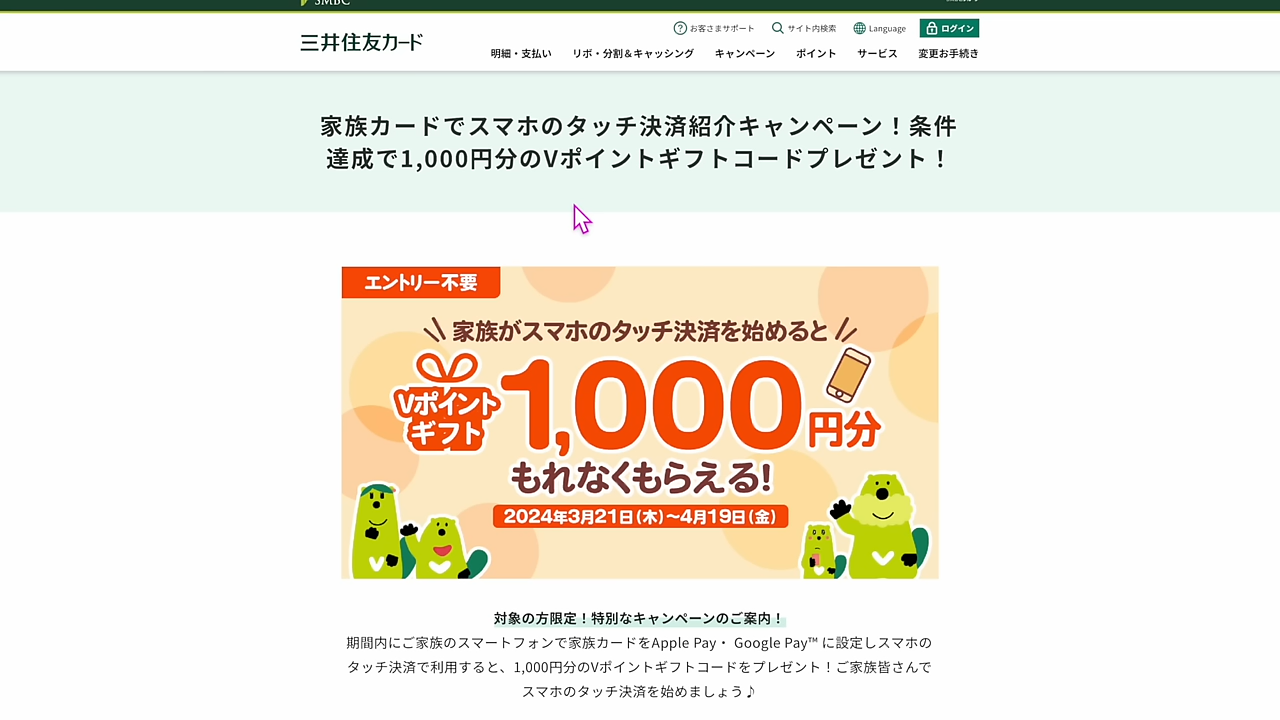 SMBC
三井住友カード
お客さまサポート
サイト内検索
Language
ログイン
明細・支払い
リボ・分割&キャッシング
キャンペーン
ポイント
サービス
変更お手続き
家族カードでスマホのタッチ決済紹介キャンペーン！条件
達成で1,000円分のVポイントギフトコードプレゼント！
エントリー不要
家族がスマホのタッチ決済を始めると
Vポイント
ギフト
1,000円分
もれなくもらえる!
2024年3月21日(木)〜4月19日(金)
対象の方限定！特別なキャンペーンのご案内！
期間内にご家族のスマートフォンで家族カードをApple Pay・ Google Pay™ に設定しスマホの
タッチ決済で利用すると、1,000円分のVポイントギフトコードをプレゼント！ご家族皆さんで
スマホのタッチ決済を始めましょう♪